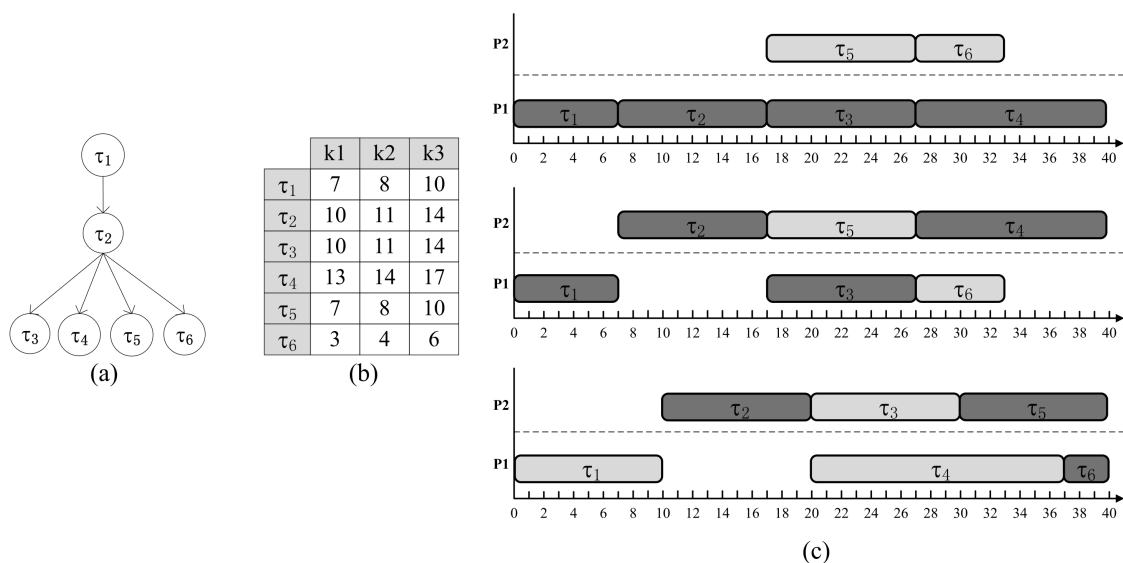 τ1
τ2
τ3 τ4 τ5 τ6
(a)
k1 k2 k3
τ1 7 8 10
τ2 10 11 14
τ3 10 11 14
τ4 13 14 17
τ5 7 8 10
τ6 3 4 6
(b)
P2 τ5 τ6
P1 τ1 τ2 τ3 τ4
0 2 4 6 8 10 12 14 16 18 20 22 24 26 28 30 32 34 36 38 40
P2 τ2 τ5 τ4
P1 τ1 τ3 τ6
0 2 4 6 8 10 12 14 16 18 20 22 24 26 28 30 32 34 36 38 40
P2 τ2 τ3 τ5
P1 τ1 τ4 τ6
0 2 4 6 8 10 12 14 16 18 20 22 24 26 28 30 32 34 36 38 40
(c)